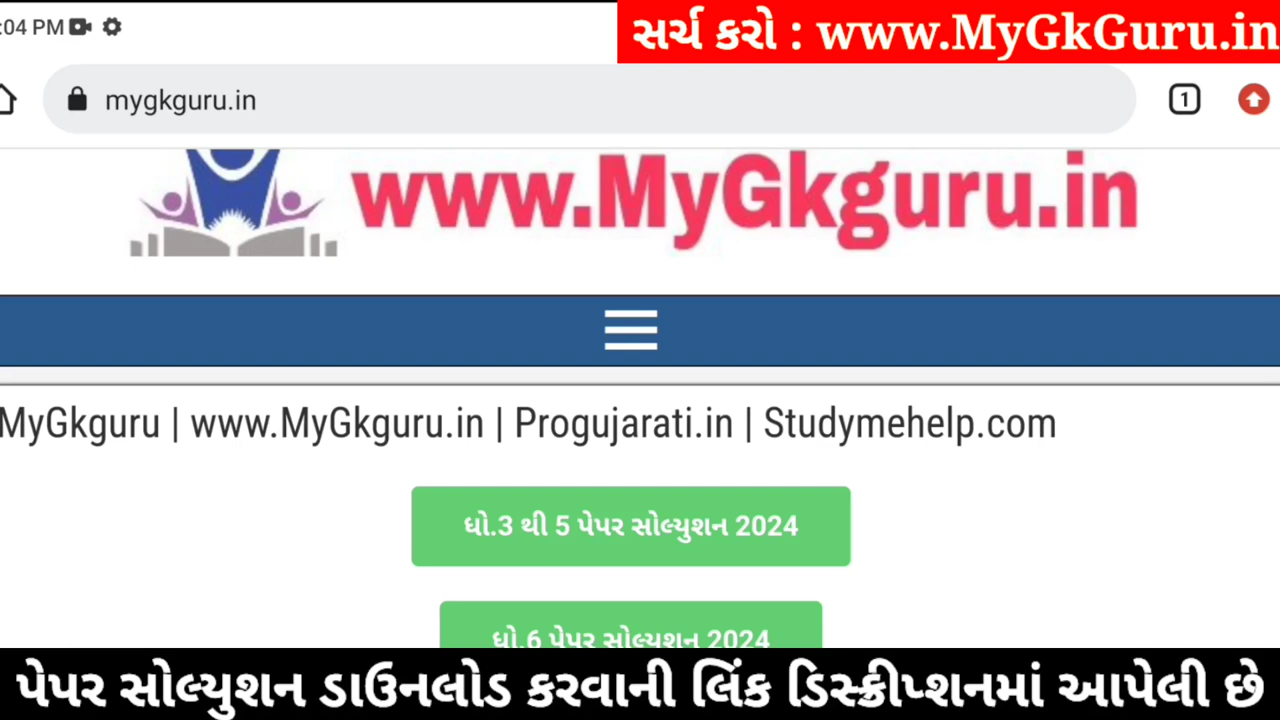 :04 PM
સર્ચ કરો : www.MyGkGuru.in
mygkguru.in
1
www.MyGkguru.in
MyGkguru | www.MyGkguru.in | Progujarati.in | Studymehelp.com
ધો.3 થી 5 પેપર સોલ્યુશન 2024
ધો.6 પેપર સોલ્યુશન 2024
પેપર સોલ્યુશન ડાઉનલોડ કરવાની લિંક ડિસ્ક્રીપ્શનમાં આપેલી છે